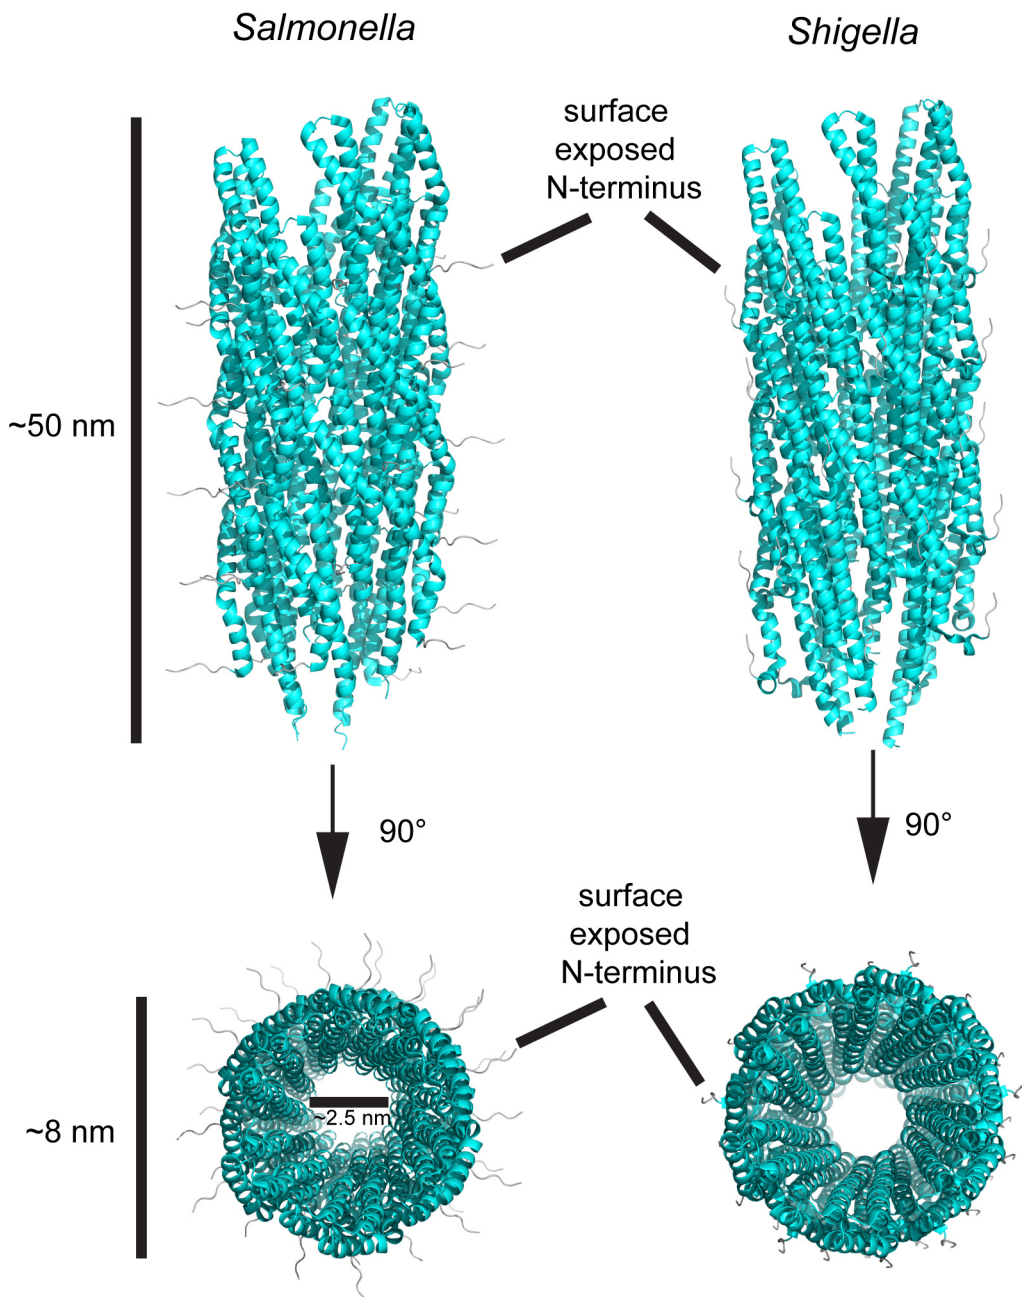 Salmonella
Shigella
surface
exposed
N-terminus
~50 nm
90°
90°
surface
exposed
N-terminus
~2.5 nm
~8 nm